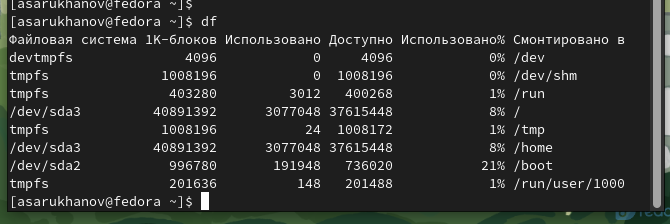 [asarukhanov@fedora ~]$
[asarukhanov@fedora ~]$ df
Файловая система 1K-блоков Использовано Доступно Использовано% Смонтировано в
devtmpfs 4096 0 4096 0% /dev
tmpfs 1008196 0 1008196 0% /dev/shm
tmpfs 403280 3012 400268 1% /run
/dev/sda3 40891392 3077048 37615448 8% /
tmpfs 1008196 24 1008172 1% /tmp
/dev/sda3 40891392 3077048 37615448 8% /home
/dev/sda2 996780 191948 736020 21% /boot
tmpfs 201636 148 201488 1% /run/user/1000
[asarukhanov@fedora ~]$